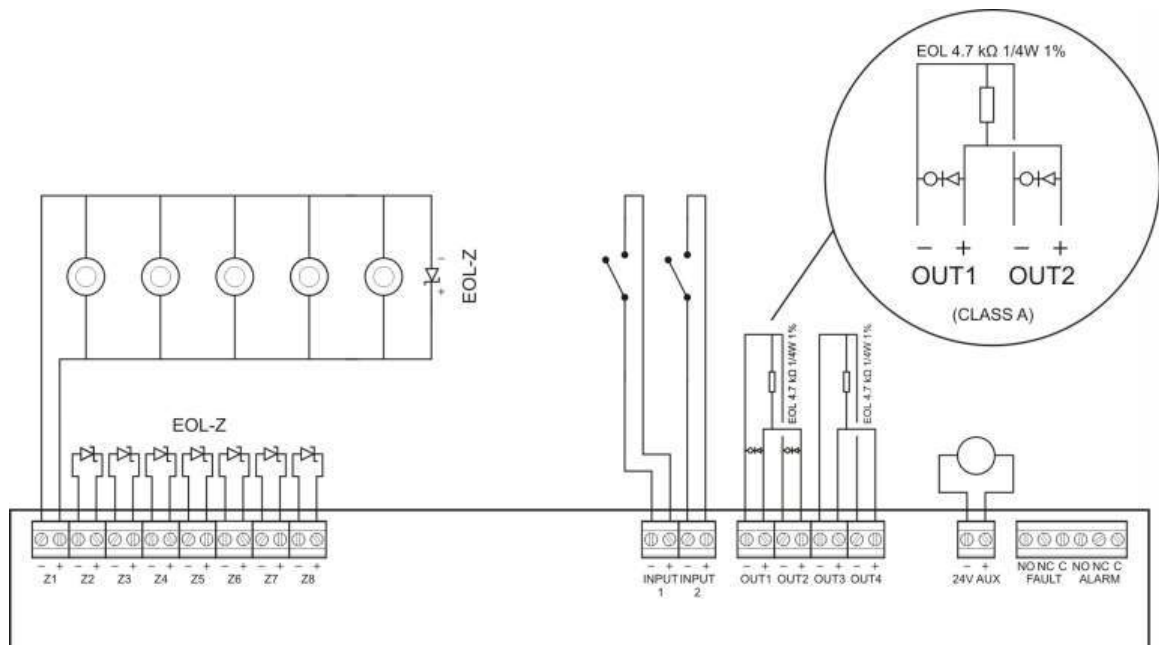 EOL 4.7 kΩ 1/4W 1%
− + − +
OUT1 OUT2
(CLASS A)
−
+
EOL-Z
EOL-Z
EOL 4.7 kΩ 1/4W 1%
EOL 4.7 kΩ 1/4W 1%
− + − + − + − + − + − + − + − +
Z1 Z2 Z3 Z4 Z5 Z6 Z7 Z8
− + − +
INPUT 1 INPUT 2
− + − + − + − +
OUT1 OUT2 OUT3 OUT4
− +
24V AUX
NO NC C NO NC C
FAULT ALARM